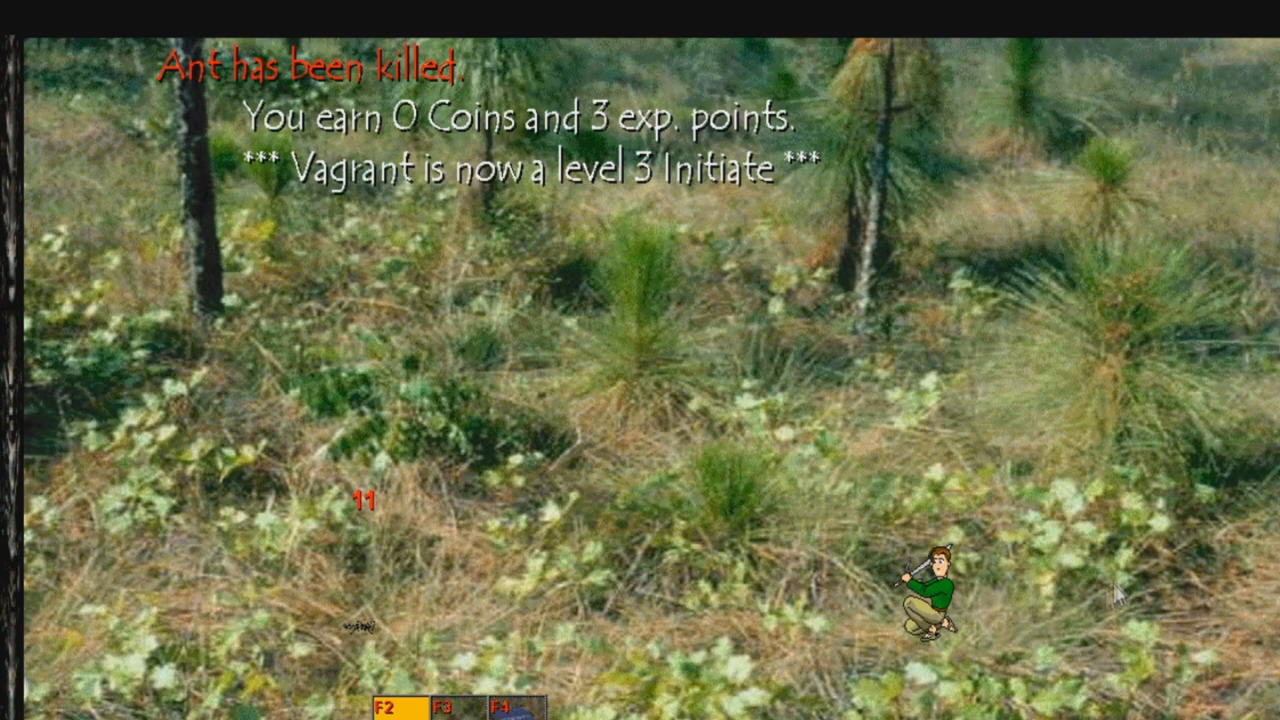 Ant has been killed.
You earn 0 Coins and 3 exp. points.
*** Vagrant is now a level 3 Initiate ***
11
F2 F3 F4